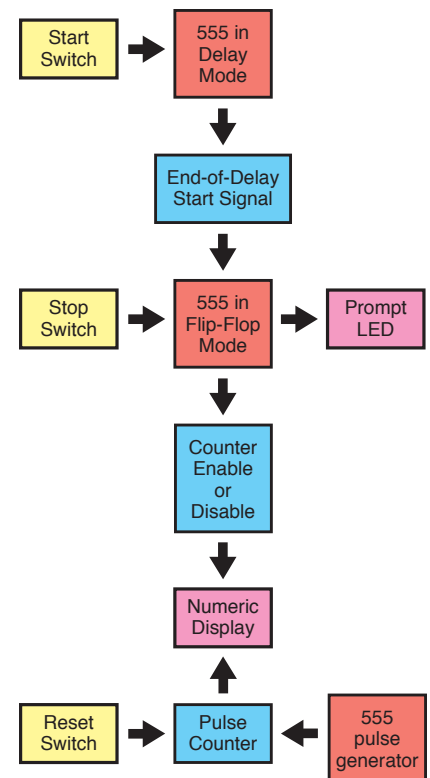 Start
Switch
555 in
Delay
Mode
End-of-Delay
Start Signal
Stop
Switch
555 in
Flip-Flop
Mode
Prompt
LED
Counter
Enable
or
Disable
Numeric
Display
Reset
Switch
Pulse
Counter
555
pulse
generator